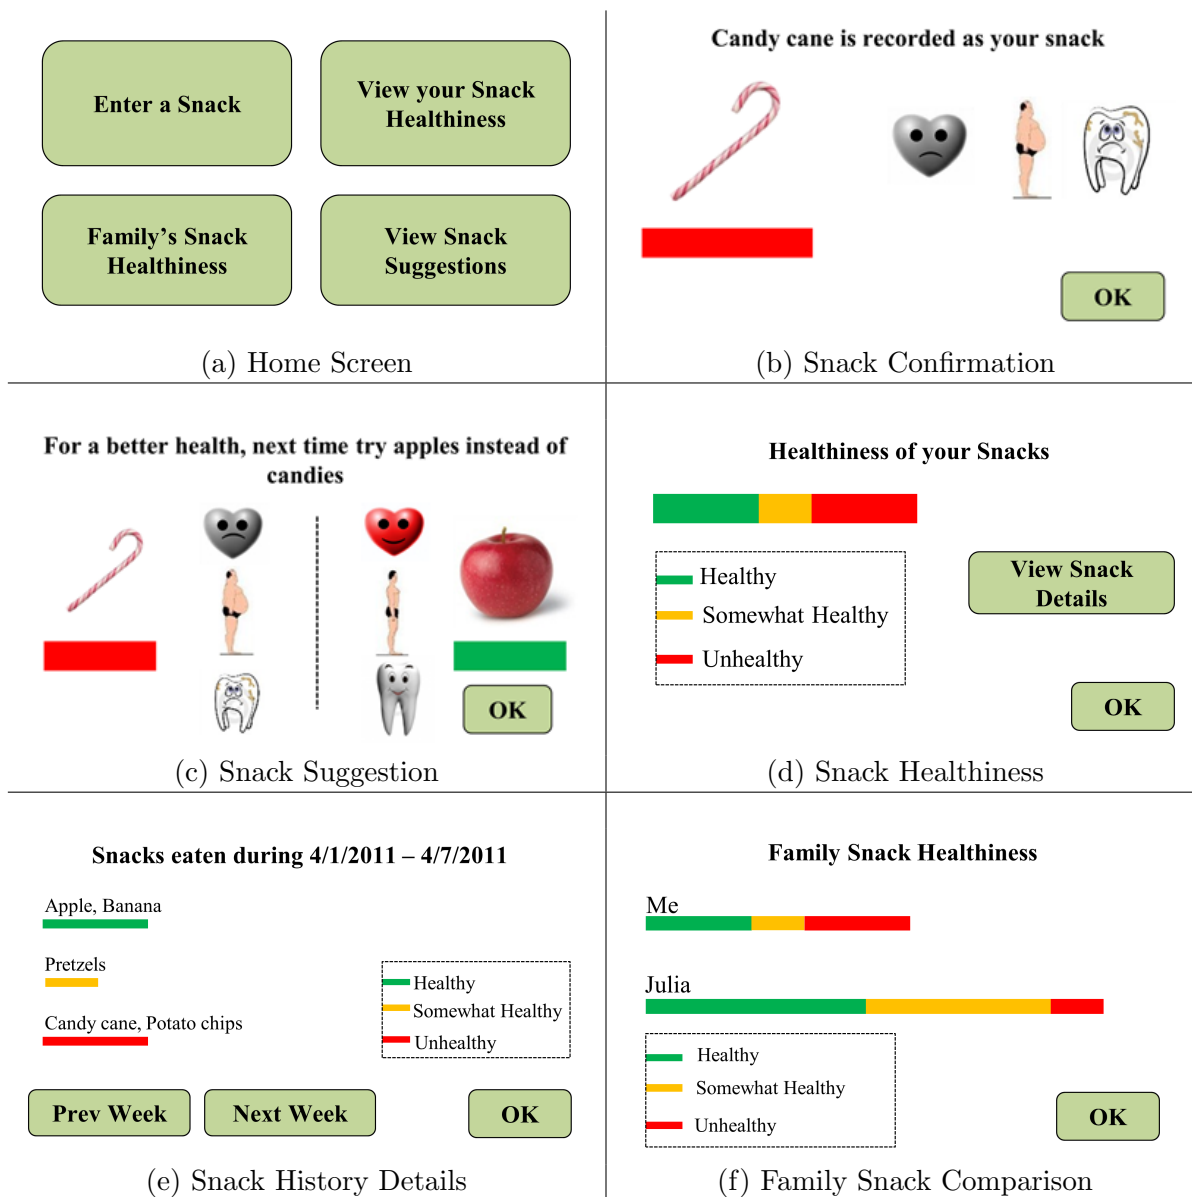 Enter a Snack
View your Snack
Healthiness
Family's Snack
Healthiness
View Snack
Suggestions
(a) Home Screen
Candy cane is recorded as your snack
OK
(b) Snack Confirmation
For a better health, next time try apples instead of
candies
OK
(c) Snack Suggestion
Healthiness of your Snacks
Healthy
Somewhat Healthy
Unhealthy
View Snack
Details
OK
(d) Snack Healthiness
Snacks eaten during 4/1/2011 – 4/7/2011
Apple, Banana
Pretzels
Candy cane, Potato chips
Healthy
Somewhat Healthy
Unhealthy
Prev Week
Next Week
OK
(e) Snack History Details
Family Snack Healthiness
Me
Julia
Healthy
Somewhat Healthy
Unhealthy
OK
(f) Family Snack Comparison